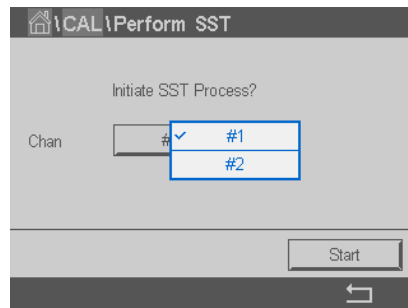 \CAL\Perform SST
Initiate SST Process?
Chan # #1
#2
Start